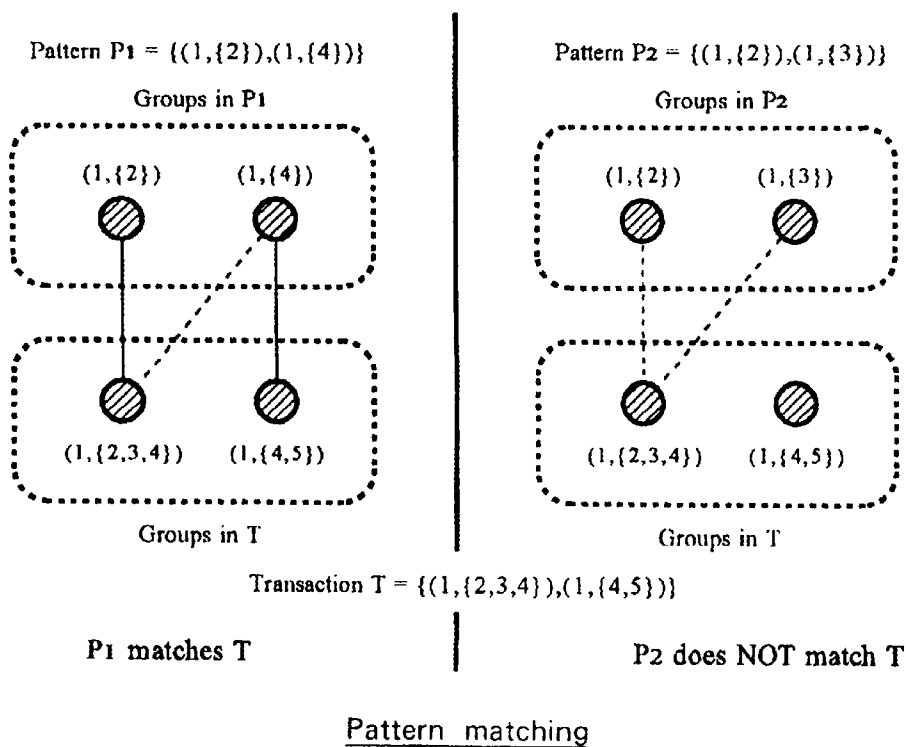 Pattern P1 = {(1,{2}),(1,{4})}
Groups in P1
(1,{2}) (1,{4})
(1,{2,3,4}) (1,{4,5})
Groups in T
Pattern P2 = {(1,{2}),(1,{3})}
Groups in P2
(1,{2}) (1,{3})
(1,{2,3,4}) (1,{4,5})
Groups in T
Transaction T = {(1,{2,3,4}),(1,{4,5})}
P1 matches T
P2 does NOT match T
Pattern matching